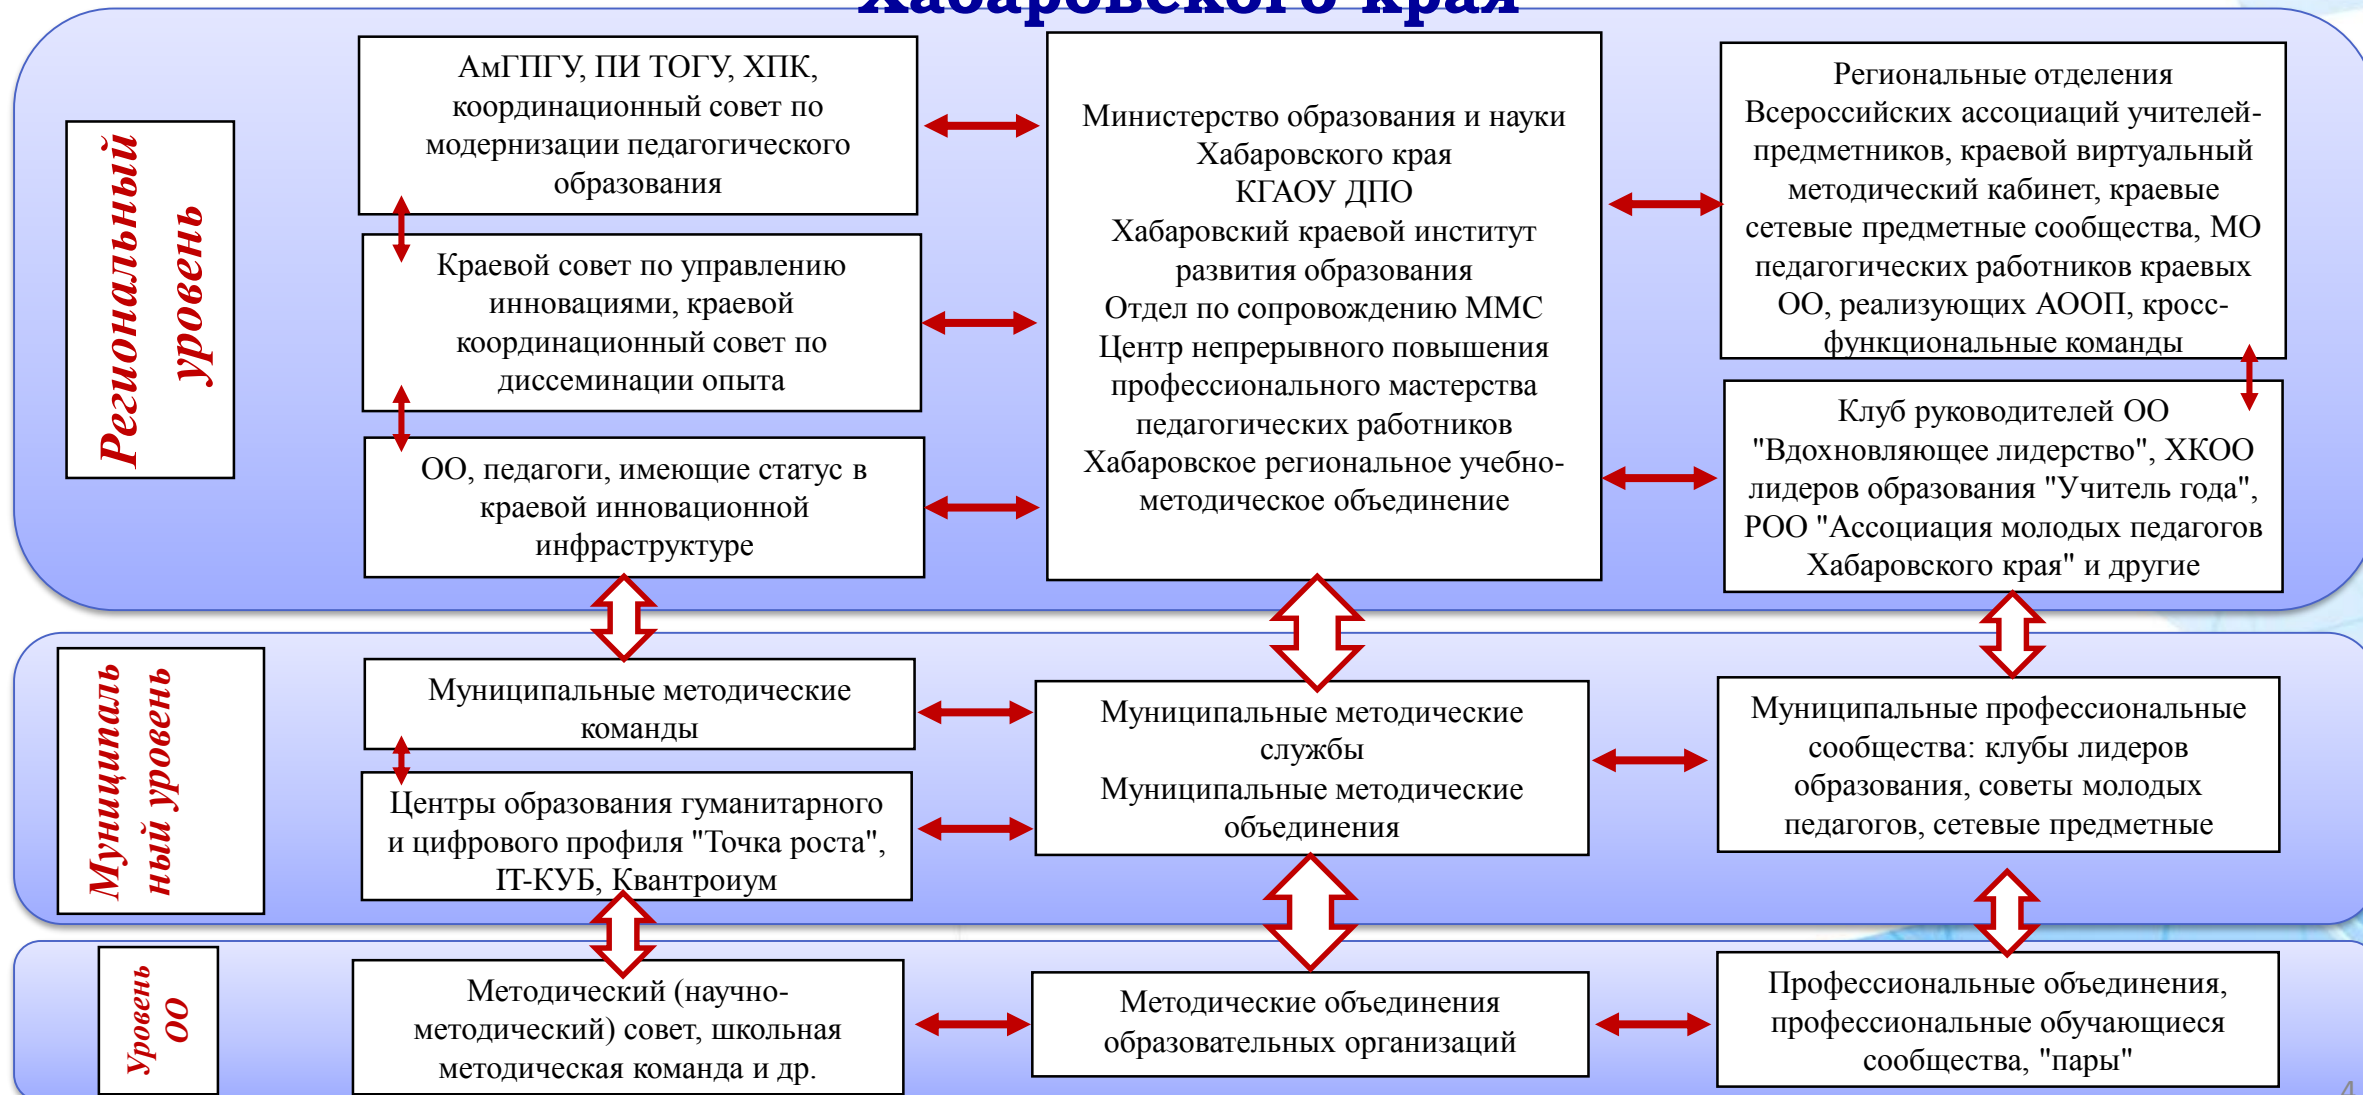 Хабаровского края
Региональный
уровень
АмГПГУ, ПИ ТОГУ, ХПК,
координационный совет по
модернизации педагогического
образования
Краевой совет по управлению
инновациями, краевой
координационный совет по
диссеминации опыта
ОО, педагоги, имеющие статус в
краевой инновационной
инфраструктуре
Министерство образования и науки
Хабаровского края
КГАОУ ДПО
Хабаровский краевой институт
развития образования
Отдел по сопровождению ММС
Центр непрерывного повышения
профессионального мастерства
педагогических работников
Хабаровское региональное учебно-
методическое объединение
Региональные отделения
Всероссийских ассоциаций учителей-
предметников, краевой виртуальный
методический кабинет, краевые
сетевые предметные сообщества, МО
педагогических работников краевых
ОО, реализующих АООП, кросс-
функциональные команды
Клуб руководителей ОО
"Вдохновляющее лидерство", ХКОО
лидеров образования "Учитель года",
РОО "Ассоциация молодых педагогов
Хабаровского края" и другие
Муниципаль
ный уровень
Муниципальные методические
команды
Центры образования гуманитарного
и цифрового профиля "Точка роста",
IT-КУБ, Квантроиум
Муниципальные методические
службы
Муниципальные методические
объединения
Муниципальные профессиональные
сообщества: клубы лидеров
образования, советы молодых
педагогов, сетевые предметные
Уровень
ОО
Методический (научно-
методический) совет, школьная
методическая команда и др.
Методические объединения
образовательных организаций
Профессиональные объединения,
профессиональные обучающиеся
сообщества, "пары"
4